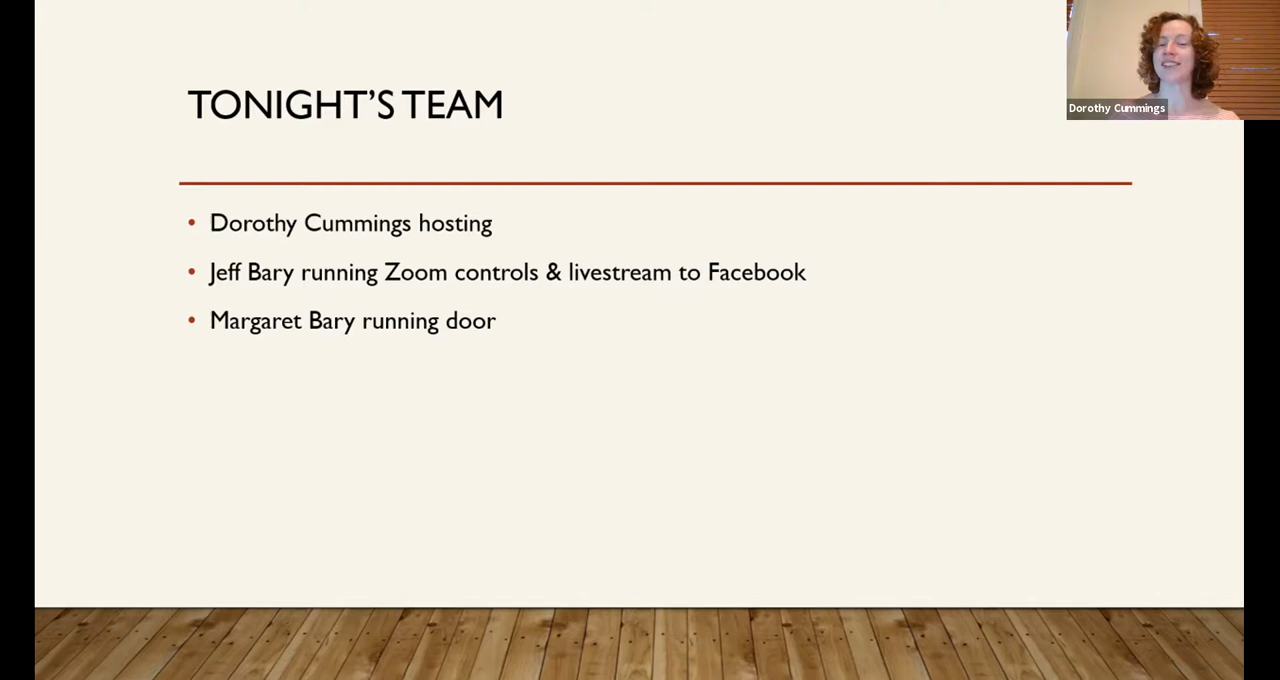 TONIGHT’S TEAM
Dorothy Cummings
• Dorothy Cummings hosting
• Jeff Bary running Zoom controls & livestream to Facebook
• Margaret Bary running door